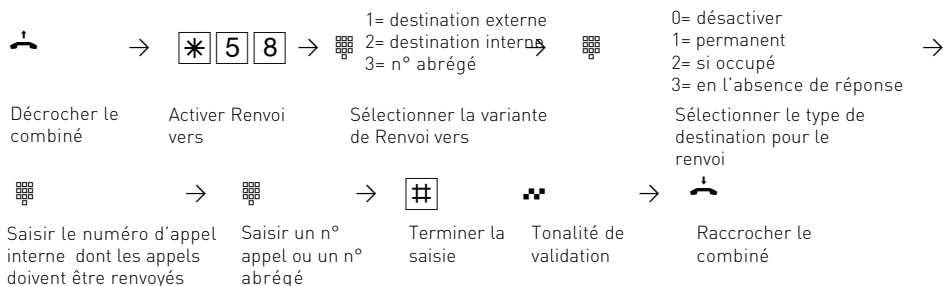 1= destination externe
2= destination interne
3= n° abrégé
0= désactiver
1= permanent
2= si occupé
3= en l'absence de réponse
* 5 8
Décrocher le
combiné
Activer Renvoi
vers
Sélectionner la variante
de Renvoi vers
Sélectionner le type de
destination pour le
renvoi
#
Saisir le numéro d'appel
interne dont les appels
doivent être renvoyés
Saisir un n°
appel ou un n°
abrégé
Terminer la
saisie
Tonalité de
validation
Raccrocher le
combiné